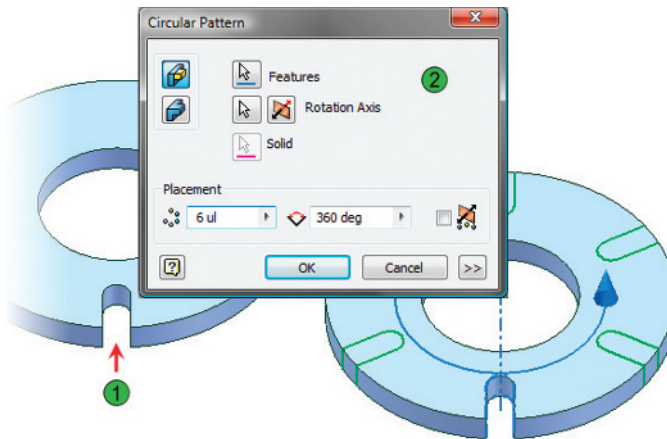 Circular Pattern
Features
2
Rotation Axis
Solid
Placement
6 ul
360 deg
?
OK
Cancel
>>
1